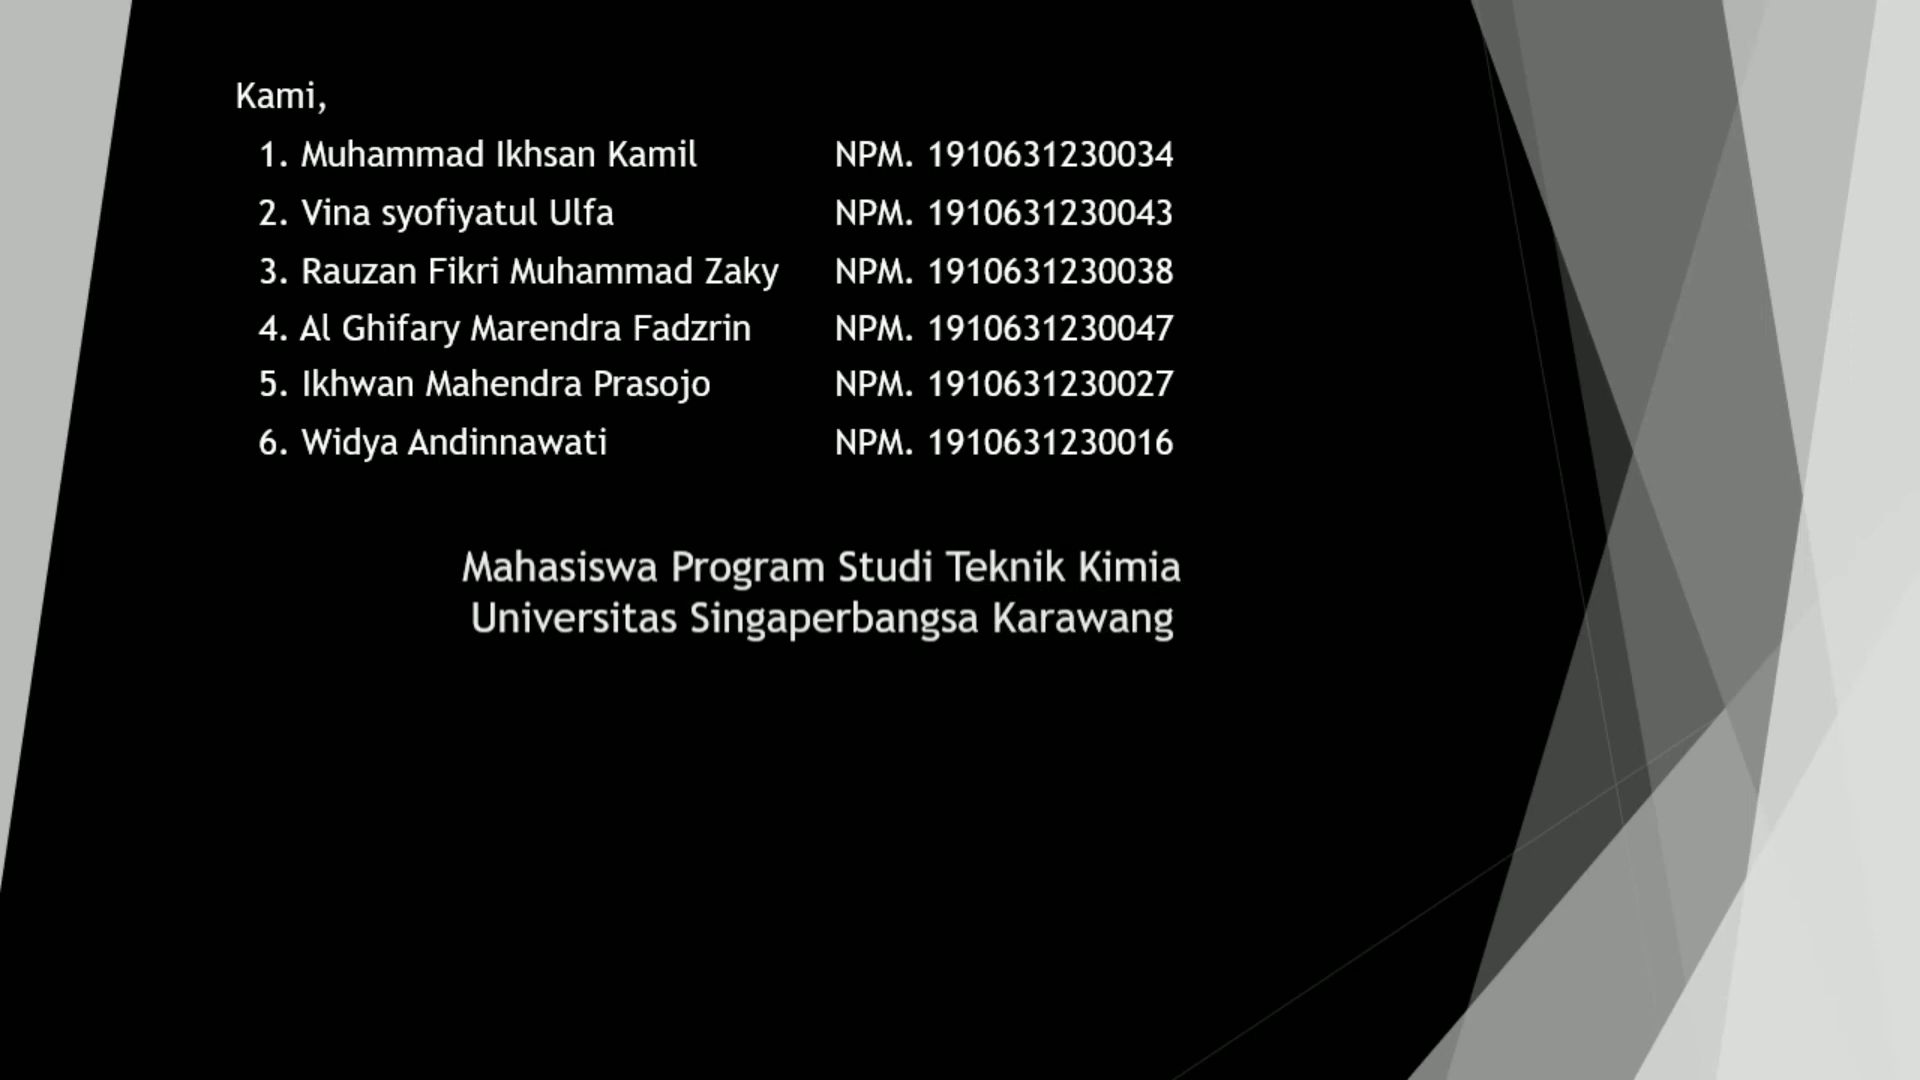 Kami,
1. Muhammad Ikhsan Kamil NPM. 1910631230034
2. Vina syofiyatul Ulfa NPM. 1910631230043
3. Rauzan Fikri Muhammad Zaky NPM. 1910631230038
4. Al Ghifary Marendra Fadzrin NPM. 1910631230047
5. Ikhwan Mahendra Prasojo NPM. 1910631230027
6. Widya Andinnawati NPM. 1910631230016
Mahasiswa Program Studi Teknik Kimia
Universitas Singaperbangsa Karawang